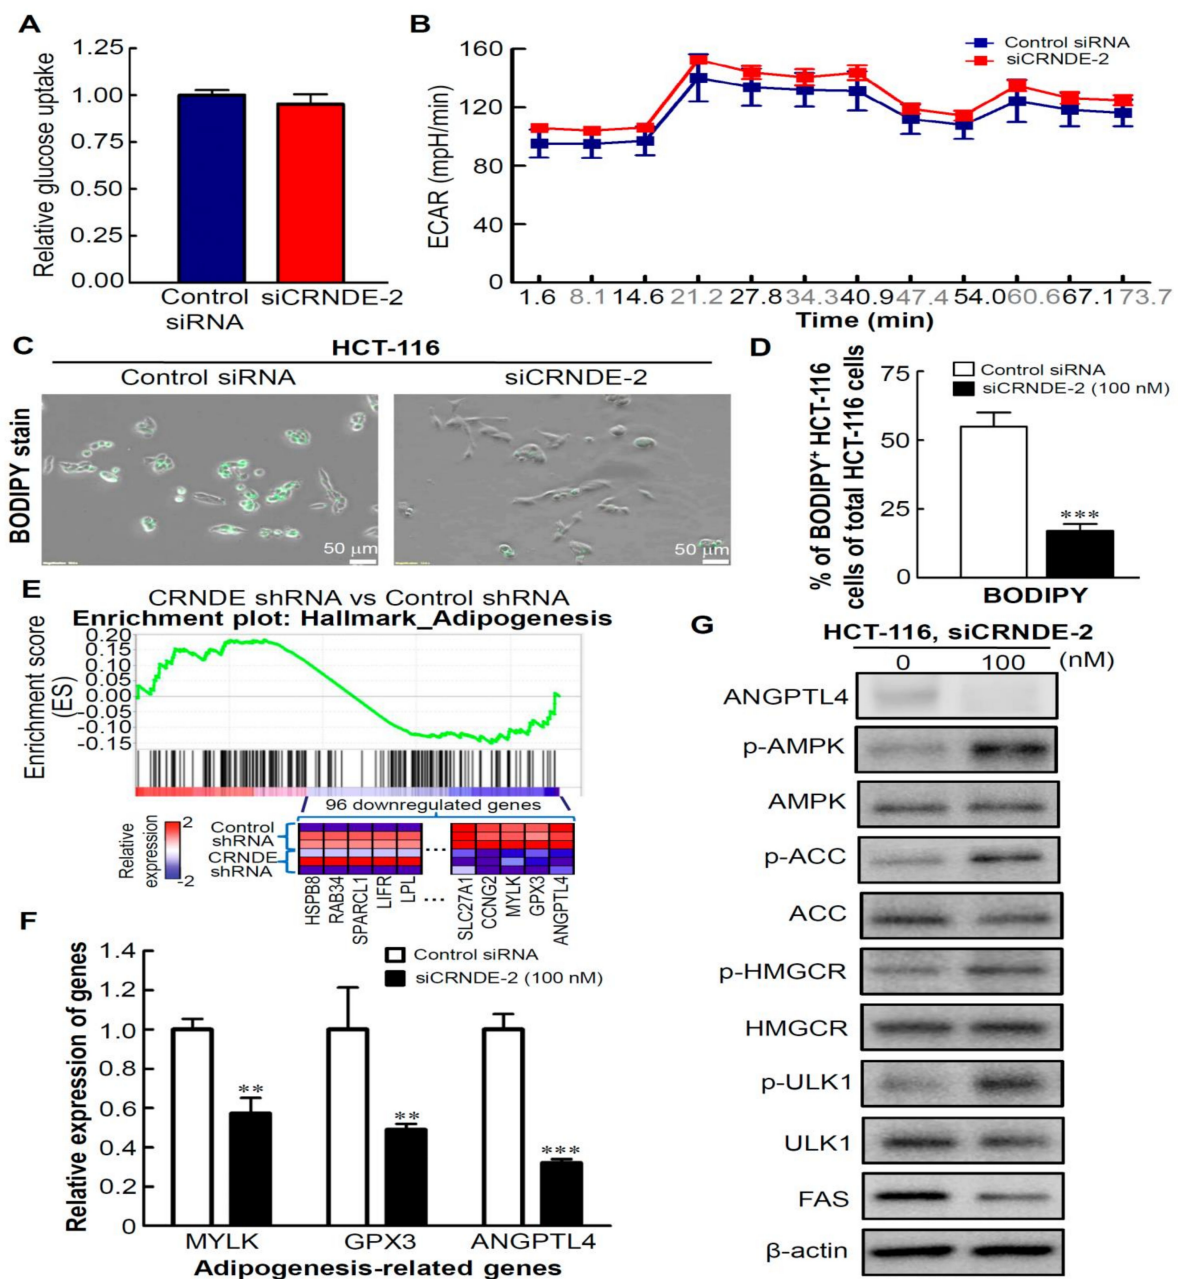 A
1.25
1.00
0.75
0.50
0.25
0.00
Relative glucose uptake
Control
siRNA
siCRNDE-2
B
160
120
80
40
0
ECAR (mpH/min)
Control siRNA
siCRNDE-2
1.6 8.1 14.6 21.2 27.8 34.3 40.9 47.4 54.0 60.6 67.1 73.7
Time (min)
C
HCT-116
Control siRNA
siCRNDE-2
BODIPY stain
50 μm
50 μm
D
75
50
25
0
% of BODIPY+ HCT-116
cells of total HCT-116 cells
Control siRNA
siCRNDE-2 (100 nM)
***
BODIPY
E
CRNDE shRNA vs Control shRNA
Enrichment plot: Hallmark_Adipogenesis
Enrichment score
(ES)
0.20
0.15
0.10
0.05
0.00
-0.05
-0.10
-0.15
96 downregulated genes
Relative
expression
2
-2
Control
shRNA
CRNDE
shRNA
...
HSPB8
RAB34
SPARCL1
LIFR
LPL
...
SLC27A1
CCNG2
MYLK
GPX3
ANGPTL4
F
Control siRNA
siCRNDE-2 (100 nM)
1.4
1.2
1.0
0.8
0.6
0.4
0.2
0
Relative expression of genes
**
**
***
MYLK
GPX3
ANGPTL4
Adipogenesis-related genes
G
HCT-116, siCRNDE-2
0 100 (nM)
ANGPTL4
p-AMPK
AMPK
p-ACC
ACC
p-HMGCR
HMGCR
p-ULK1
ULK1
FAS
β-actin